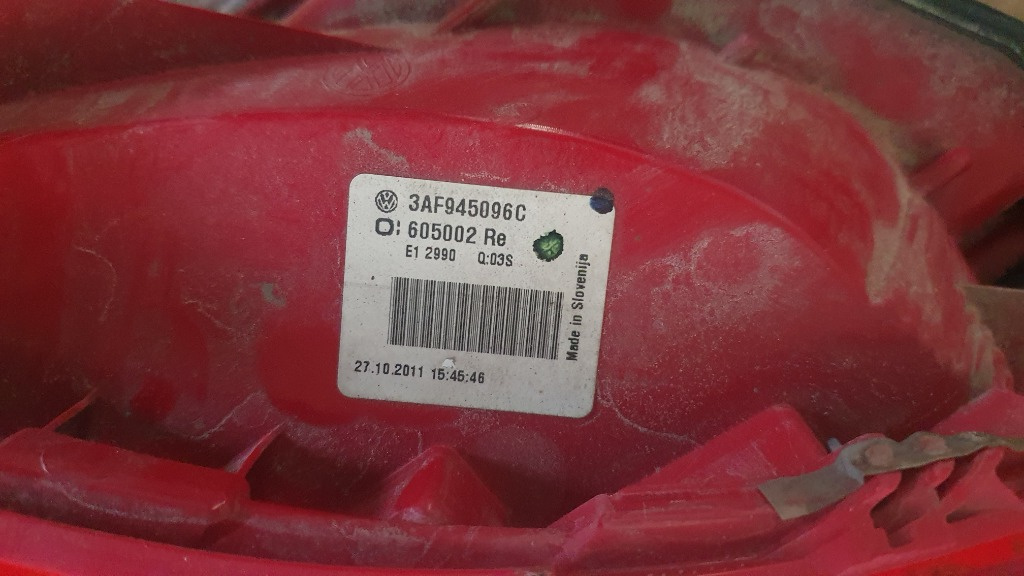 3AF945096C
605002 Re
E1 2990 Q:03S
Made in Slovenija
27.10.2011 15:45:46